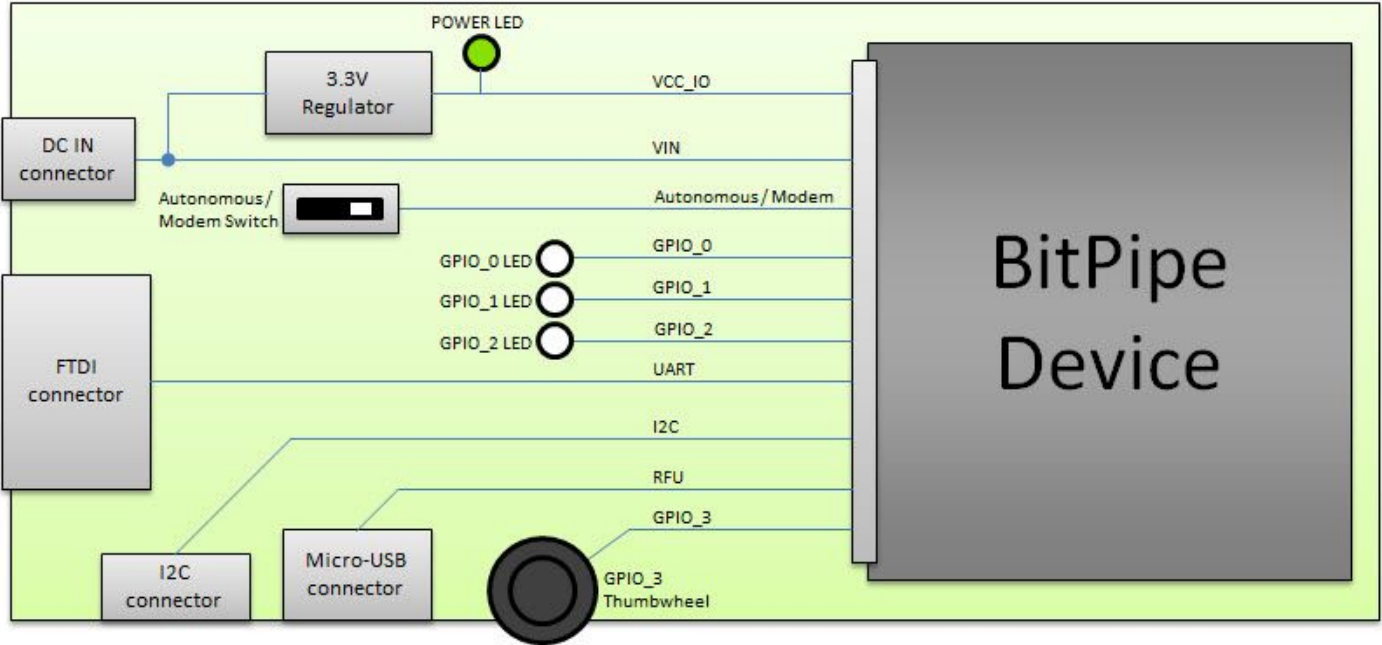 POWER LED
3.3V
Regulator
VCC_IO
DC IN
connector
VIN
Autonomous/
Modem Switch
Autonomous/Modem
GPIO_0 LED
GPIO_0
GPIO_1 LED
GPIO_1
GPIO_2 LED
GPIO_2
FTDI
connector
UART
I2C
RFU
GPIO_3
I2C
connector
Micro-USB
connector
GPIO_3
Thumbwheel
BitPipe
Device